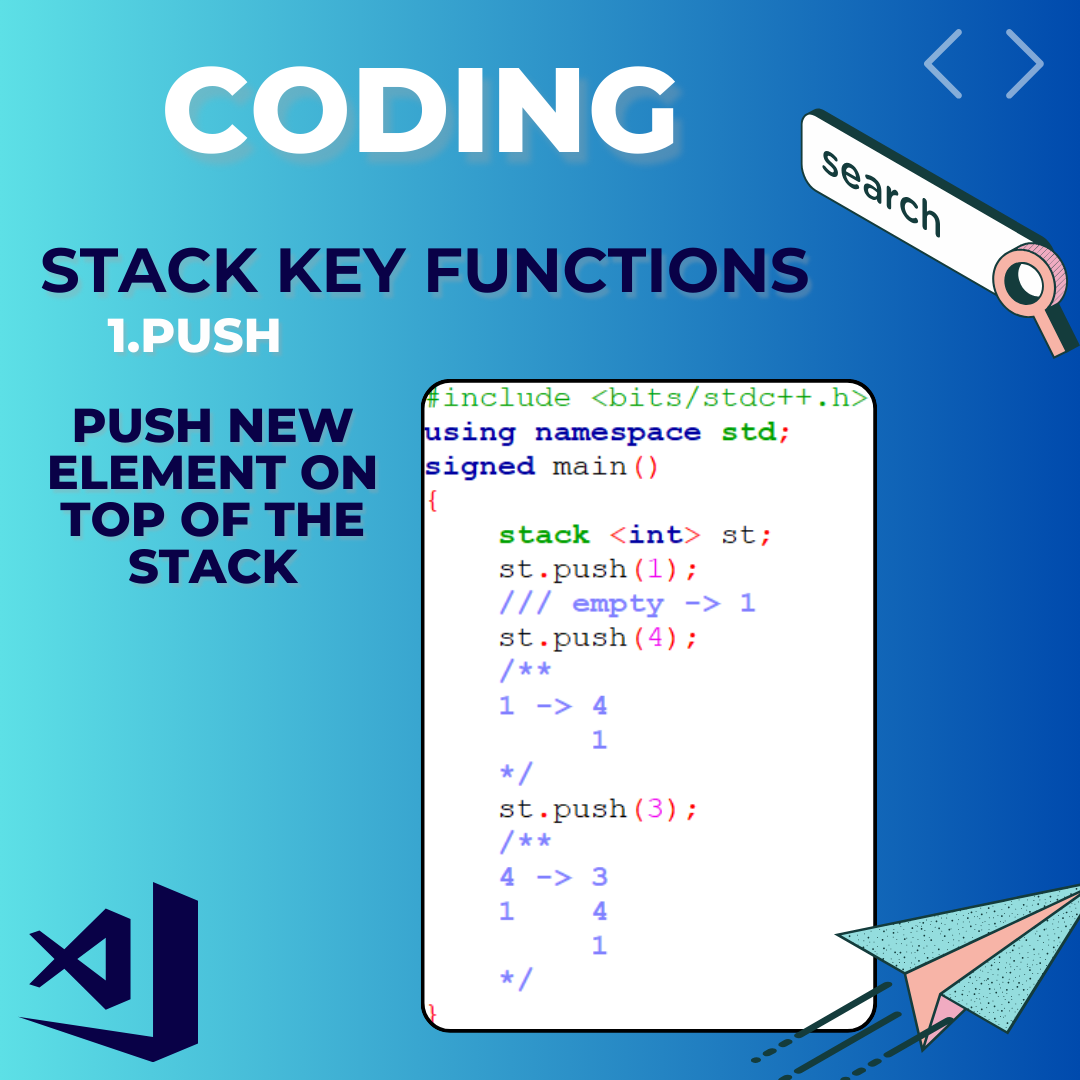 CODING
search
STACK KEY FUNCTIONS
1.PUSH
PUSH NEW
ELEMENT ON
TOP OF THE
STACK
#include <bits/stdc++.h>
using namespace std;
signed main()
{
    stack <int> st;
    st.push(1);
    /// empty -> 1
    st.push(4);
    /**
    1 -> 4
         1
    */
    st.push(3);
    /**
    4 -> 3
    1    4
         1
    */
}